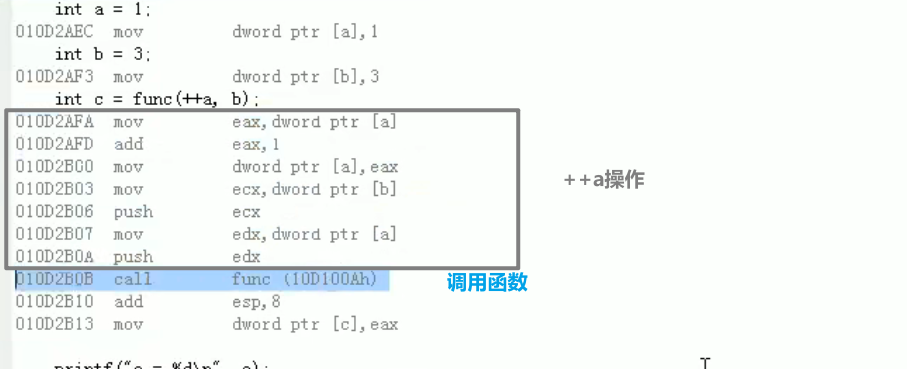 int a = 1;
010D2AEC mov dword ptr [a],1
int b = 3;
010D2AF3 mov dword ptr [b],3
int c = func(++a, b);
010D2AFA mov eax,dword ptr [a]
010D2AFD add eax,1
010D2B00 mov dword ptr [a],eax
010D2B03 mov ecx,dword ptr [b]
010D2B06 push ecx
010D2B07 mov edx,dword ptr [a]
010D2B0A push edx
++a操作
010D2B0B call func (10D100Ah)
调用函数
010D2B10 add esp,8
010D2B13 mov dword ptr [c],eax
printf("c = %d\n", c);